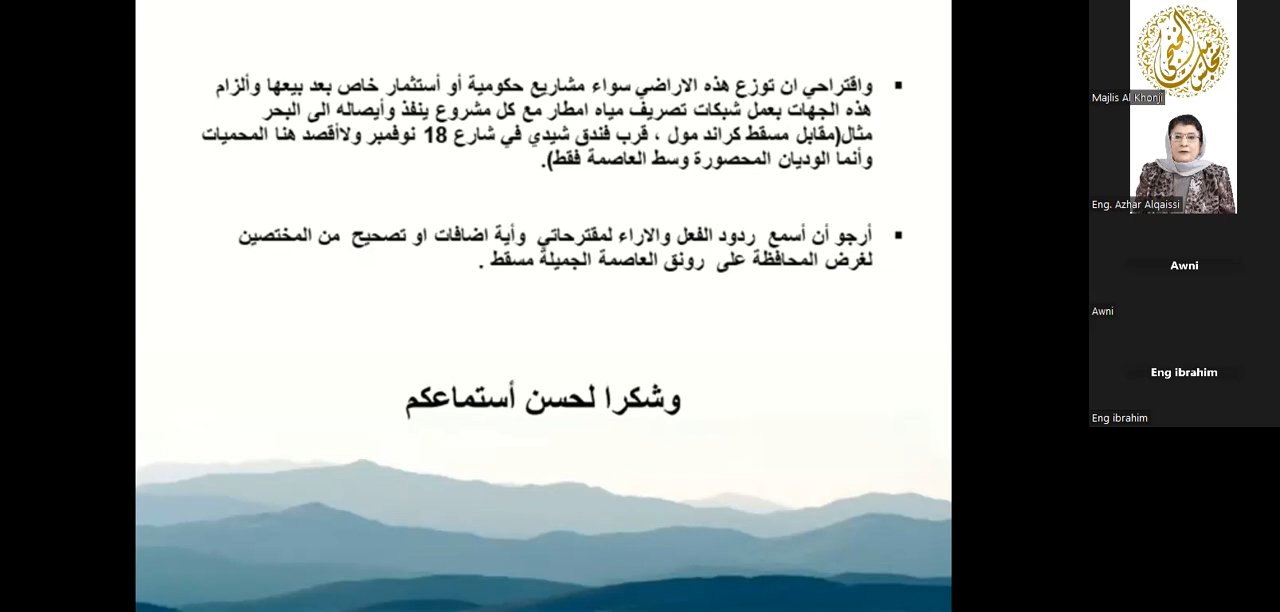 واقتراحي ان توزع هذه الاراضي سواء مشاريع حكومية أو أستثمار خاص بعد بيعها وألزام
هذه الجهات بعمل شبكات تصريف مياه امطار مع كل مشروع ينفذ وأيصاله الى البحر
مثال(مقابل مسقط كراند مول ، قرب فندق شيدي في شارع 18 نوفمبر ولاأقصد هنا المحميات
وأنما الوديان المحصورة وسط العاصمة فقط).
أرجو أن أسمع ردود الفعل والاراء لمقترحاتي وأية اضافات او تصحيح من المختصين
لغرض المحافظة على رونق العاصمة الجميلة مسقط .
وشكرا لحسن أستماعكم
مجلس الخنجي
Majlis Al Khonji
Eng. Azhar Alqaissi
Awni
Awni
Eng ibrahim
Eng ibrahim